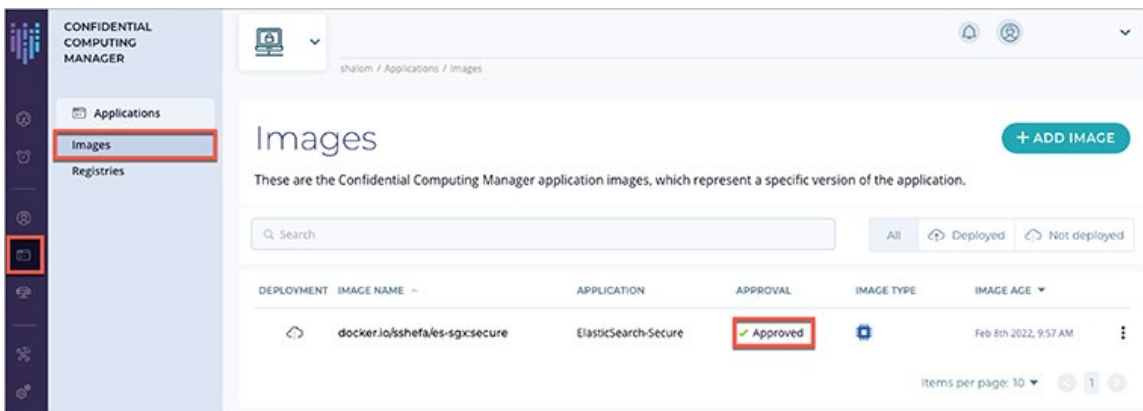 CONFIDENTIAL
COMPUTING
MANAGER
shalom / Applications / Images
Applications
Images
Registries
Images
+ ADD IMAGE
These are the Confidential Computing Manager application images, which represent a specific version of the application.
Search
All Deployed Not deployed
DEPLOYMENT IMAGE NAME APPLICATION APPROVAL IMAGE TYPE IMAGE AGE
docker.io/sshefa/es-sgx:secure ElasticSearch-Secure Approved Feb 8th 2022, 9:57 AM
Items per page: 10 1